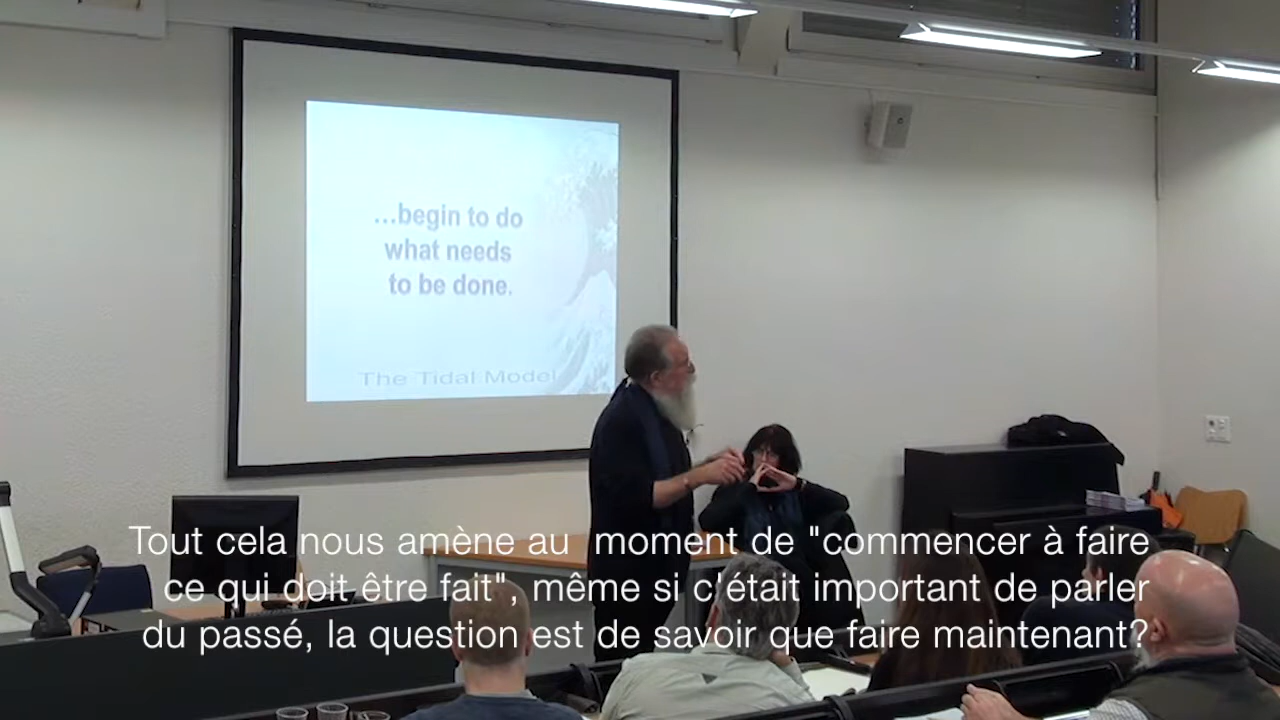 ...begin to do
what needs
to be done.
The Tidal Model
Tout cela nous amène au  moment de "commencer à faire
ce qui doit être fait", même si c'était important de parler
du passé, la question est de savoir que faire maintenant?